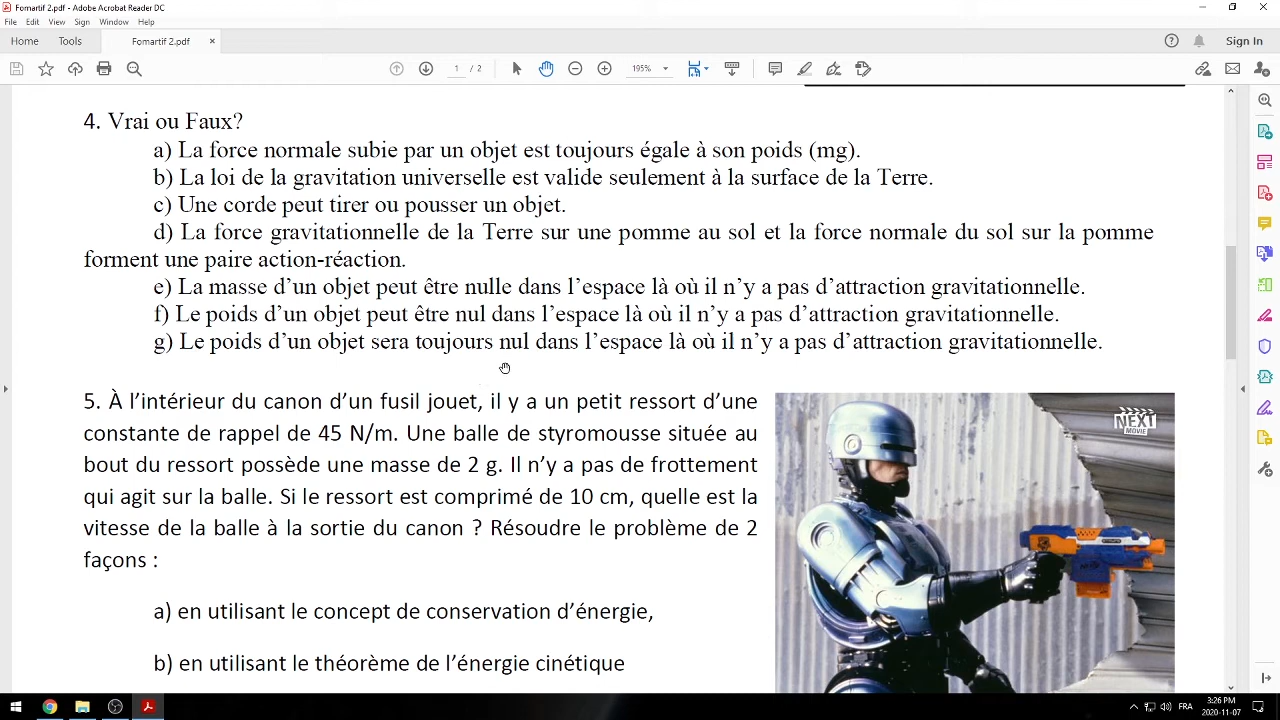 Fomartif 2.pdf - Adobe Acrobat Reader DC
File Edit View Sign Window Help
Home Tools Fomartif 2.pdf × Sign In
1 / 2 195%
4. Vrai ou Faux?
a) La force normale subie par un objet est toujours égale à son poids (mg).
b) La loi de la gravitation universelle est valide seulement à la surface de la Terre.
c) Une corde peut tirer ou pousser un objet.
d) La force gravitationnelle de la Terre sur une pomme au sol et la force normale du sol sur la pomme
forment une paire action-réaction.
e) La masse d’un objet peut être nulle dans l’espace là où il n’y a pas d’attraction gravitationnelle.
f) Le poids d’un objet peut être nul dans l’espace là où il n’y a pas d’attraction gravitationnelle.
g) Le poids d’un objet sera toujours nul dans l’espace là où il n’y a pas d’attraction gravitationnelle.
5. À l’intérieur du canon d’un fusil jouet, il y a un petit ressort d’une
constante de rappel de 45 N/m. Une balle de styromousse située au
bout du ressort possède une masse de 2 g. Il n’y a pas de frottement
qui agit sur la balle. Si le ressort est comprimé de 10 cm, quelle est la
vitesse de la balle à la sortie du canon ? Résoudre le problème de 2
façons :
a) en utilisant le concept de conservation d’énergie,
b) en utilisant le théorème de l’énergie cinétique
NEXT
MOVIE
FRA
3:26 PM
2020-11-07